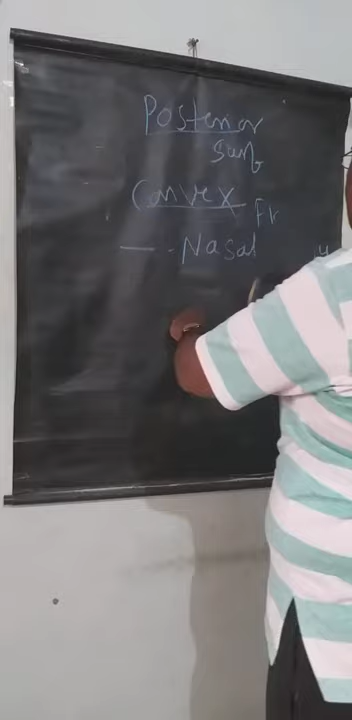 Posterior
surf
Convex
- Nasal